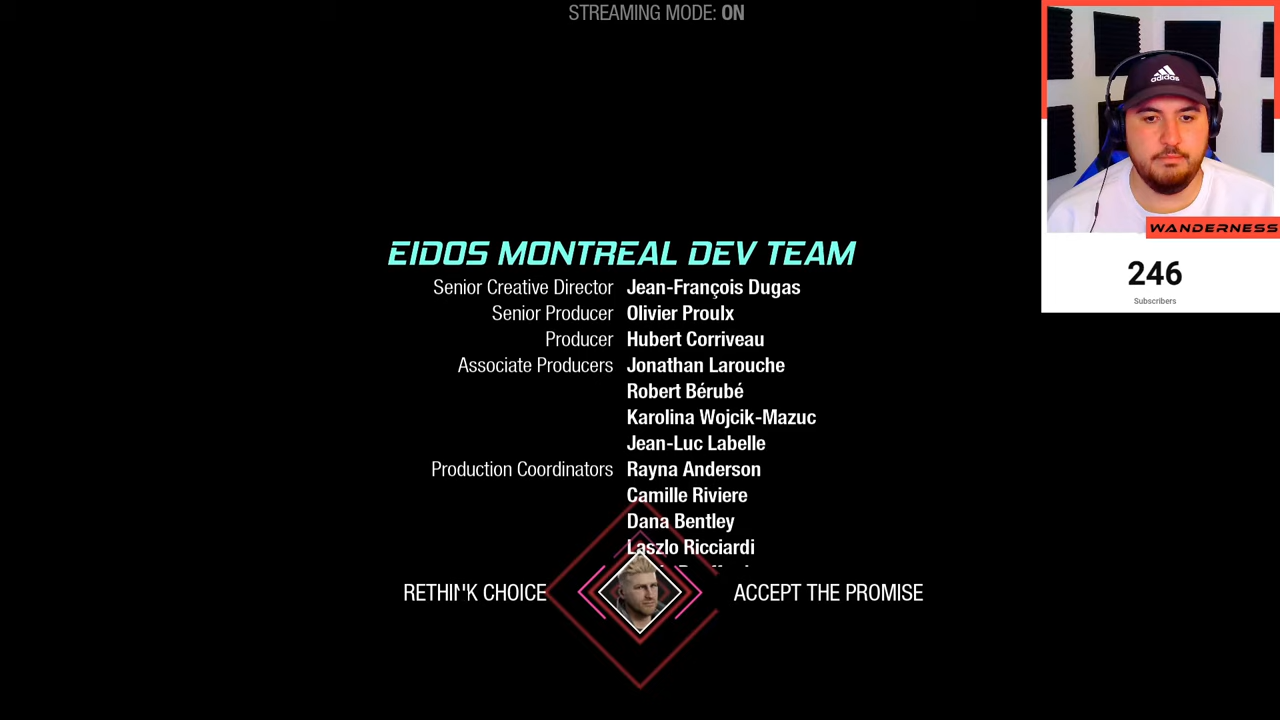 STREAMING MODE: ON
adidas
WANDERNESS
246
Subscribers
EIDOS MONTREAL DEV TEAM
Senior Creative Director Jean-François Dugas
Senior Producer Olivier Proulx
Producer Hubert Corriveau
Associate Producers Jonathan Larouche
Robert Bérubé
Karolina Wojcik-Mazuc
Jean-Luc Labelle
Production Coordinators Rayna Anderson
Camille Riviere
Dana Bentley
Laszlo Ricciardi
RETHINK CHOICE
ACCEPT THE PROMISE